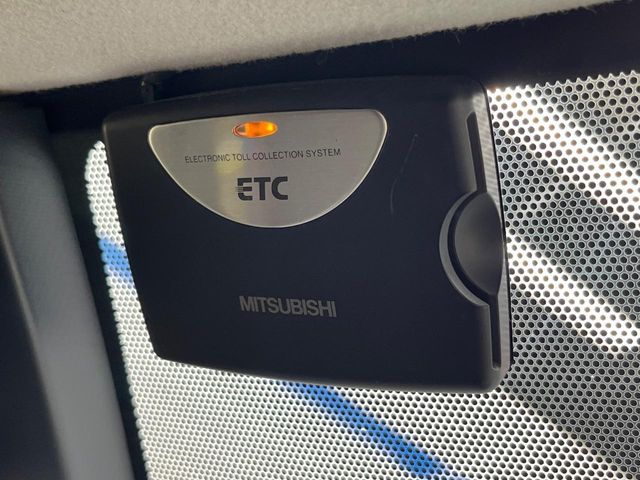 ELECTRONIC TOLL COLLECTION SYSTEM
ETC
MITSUBISHI